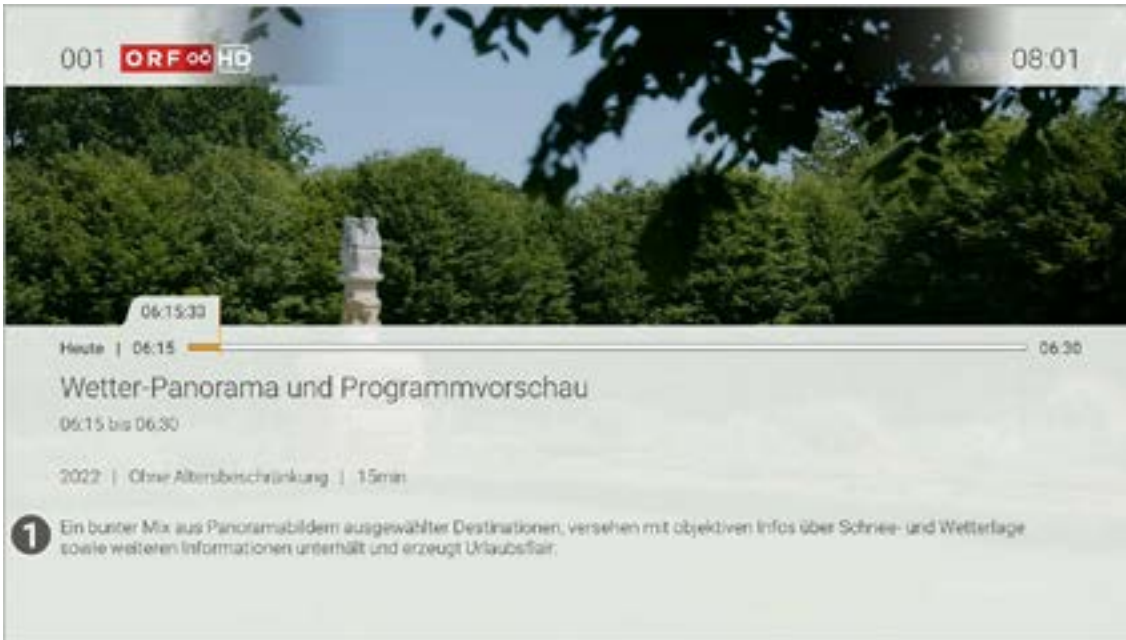 001 ORF OÖ HD
08:01
06:15:33
Heute | 06:15
06:30
Wetter-Panorama und Programmvorschau
06:15 bis 06:30
2022 | Ohne Altersbeschränkung | 15min
1 Ein bunter Mix aus Panoramabildern ausgewählter Destinationen, versehen mit objektiven Infos über Schnee- und Wetterlage
sowie weiteren Informationen unterhält und erzeugt Urlaubsflair.